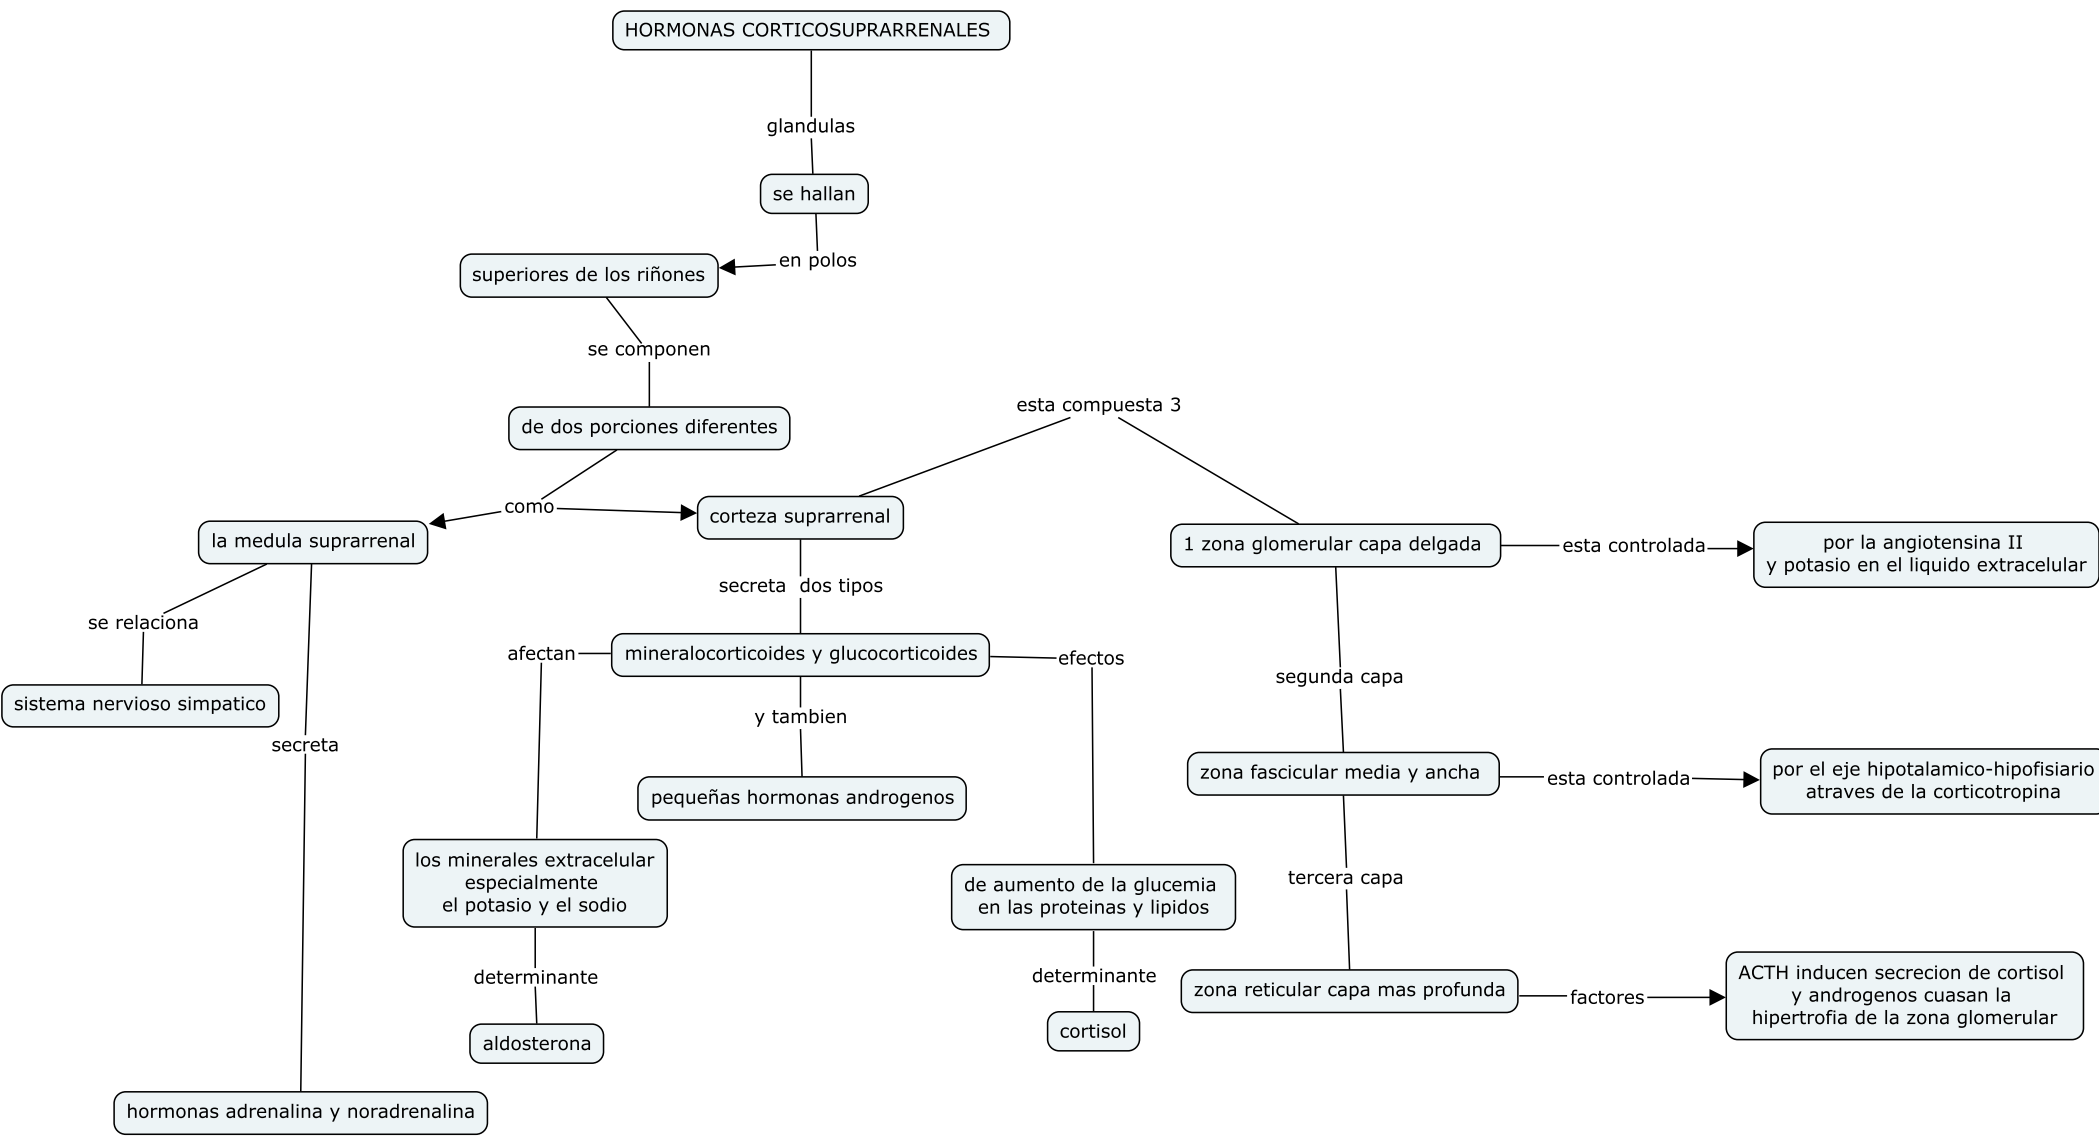 HORMONAS CORTICOSUPRARRENALES
glandulas
se hallan
en polos
superiores de los riñones
se componen
de dos porciones diferentes
como
la medula suprarrenal
se relaciona
sistema nervioso simpatico
secreta
hormonas adrenalina y noradrenalina
corteza suprarrenal
secreta dos tipos
mineralocorticoides y glucocorticoides
afectan
los minerales extracelular
especialmente
el potasio y el sodio
determinante
aldosterona
y tambien
pequeñas hormonas androgenos
efectos
de aumento de la glucemia
en las proteinas y lipidos
determinante
cortisol
esta compuesta 3
1 zona glomerular capa delgada
esta controlada
por la angiotensina II
y potasio en el liquido extracelular
segunda capa
zona fascicular media y ancha
esta controlada
por el eje hipotalamico-hipofisiario
atraves de la corticotropina
tercera capa
zona reticular capa mas profunda
factores
ACTH inducen secrecion de cortisol
y androgenos cuasan la
hipertrofia de la zona glomerular